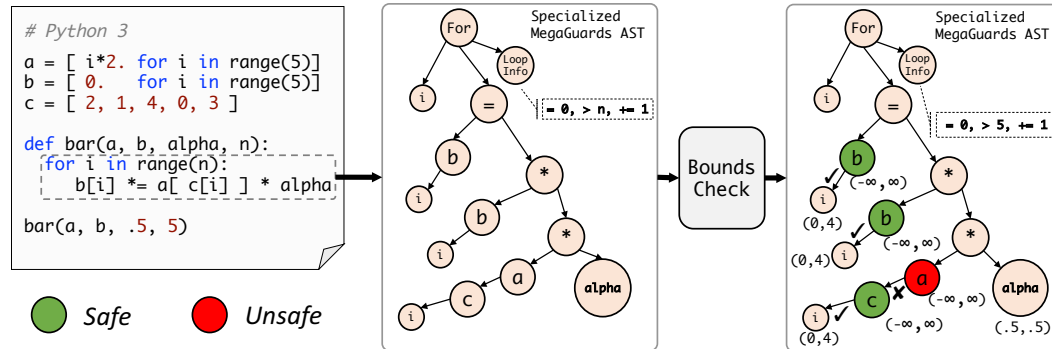 # Python 3
a = [ i*2. for i in range(5)]
b = [ 0. for i in range(5)]
c = [ 2, 1, 4, 0, 3 ]
def bar(a, b, alpha, n):
for i in range(n):
b[i] *= a[ c[i] ] * alpha
bar(a, b, .5, 5)
Safe
Unsafe
Specialized
MegaGuards AST
For
Loop
Info
i
=
= 0, > n, += 1
b
*
i
b
*
i
a
alpha
c
i
Bounds
Check
Specialized
MegaGuards AST
For
Loop
Info
i
=
= 0, > 5, += 1
b
✓
(-∞,∞)
*
i
(0,4)
b
✓
(-∞,∞)
*
i
(0,4)
a
✘
(-∞,∞)
alpha
(.5,.5)
c
✓
(-∞,∞)
i
(0,4)